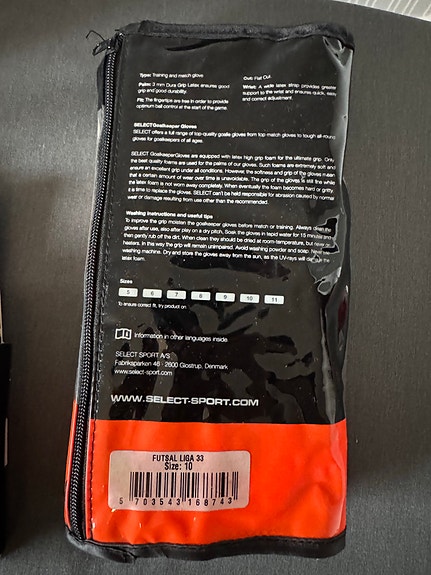 Type: Training and match glove
Palm: 3 mm Dura Grip Latex ensures good
grip and good durability.
Fit: The fingertips are free in order to provide
optimum ball control at the start of the game.
Cut: Flat Cut.
Wrist: A wide latex strap provides greater
support to the wrist and ensures quick, easy
and correct adjustment.
SELECT Goalkeeper Gloves
SELECT offers a full range of top-quality goalie gloves from top match gloves to tough all-round
gloves for goalkeepers of all ages.
SELECT Goalkeeper Gloves are equipped with latex high grip foam for the ultimate grip. Only
the best quality foams are used for the palms of our gloves. Such foams are extremely soft and
ensure an excellent grip under all conditions. However, the softness and grip of the gloves mean
that a certain amount of wear over time is unavoidable. The grip of the gloves is still fine while
the latex foam is not worn away completely. When eventually the foam becomes hard or gritty,
it is time to replace the gloves. SELECT can't be held responsible for abrasion caused by normal
wear or damage resulting from use other than the recommended.
Washing instructions and useful tips
To improve the grip moisten the goalkeeper gloves before match or training. Always clean the
gloves after use, also after play on a dry pitch. Soak the gloves in tepid water for 15 minutes and
then gently rub off the dirt. When clean they should be dried at room-temperature, but never on
heaters. In this way the grip will remain unimpaired. Avoid washing powder and soap. Never use
washing machine. Dry and store the gloves away from the sun, as the UV-rays will damage the
latex foam.
Sizes
5 6 7 8 9 10 11
To ensure correct fit, try product on.
Information in other languages inside
SELECT SPORT A/S
Fabriksparken 46 · 2600 Glostrup, Denmark
www.select-sport.com
WWW.SELECT-SPORT.COM
FUTSAL LIGA 33
Size: 10
5 703543 168743